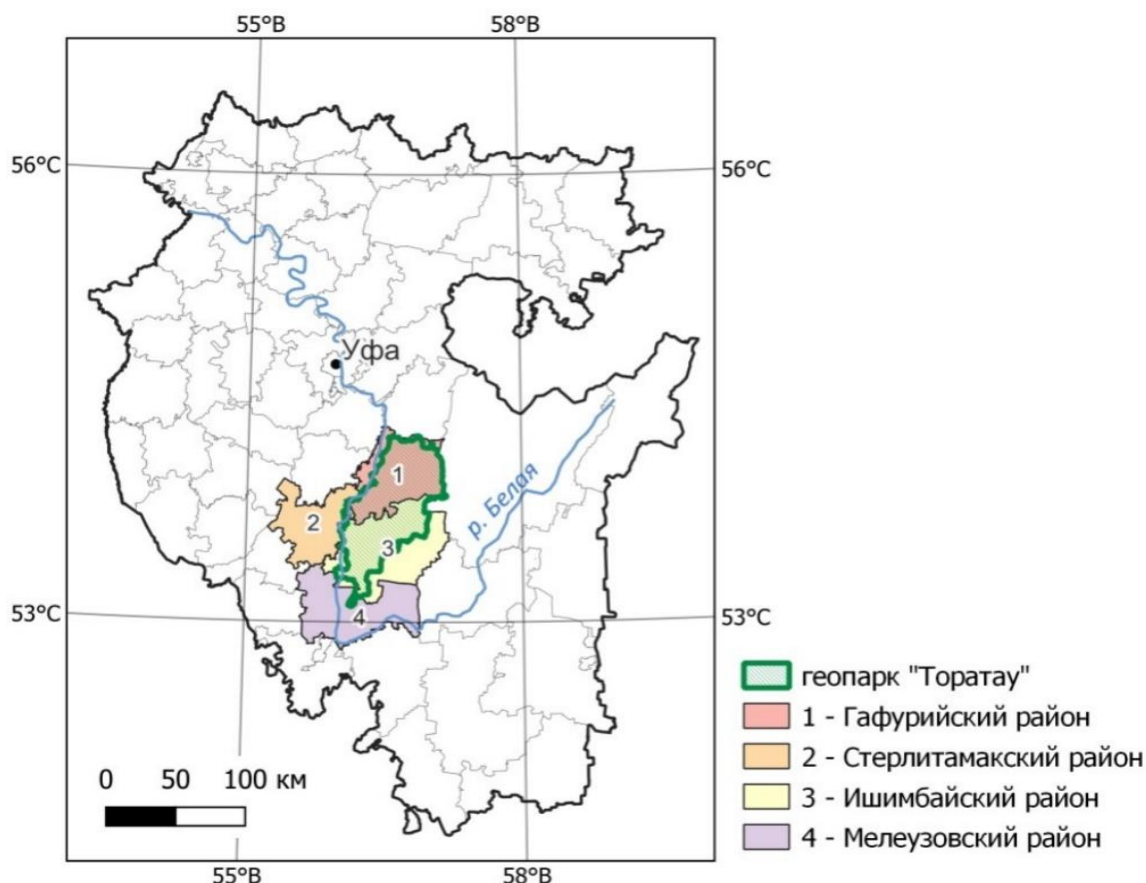 55°В 58°В
56°С 56°С
Уфа
1
2
р. Белая
3
53°С 53°С
4
геопарк "Торатау"
1 - Гафурийский район
2 - Стерлитамакский район
3 - Ишимбайский район
4 - Мелеузовский район
0 50 100 км
55°В 58°В